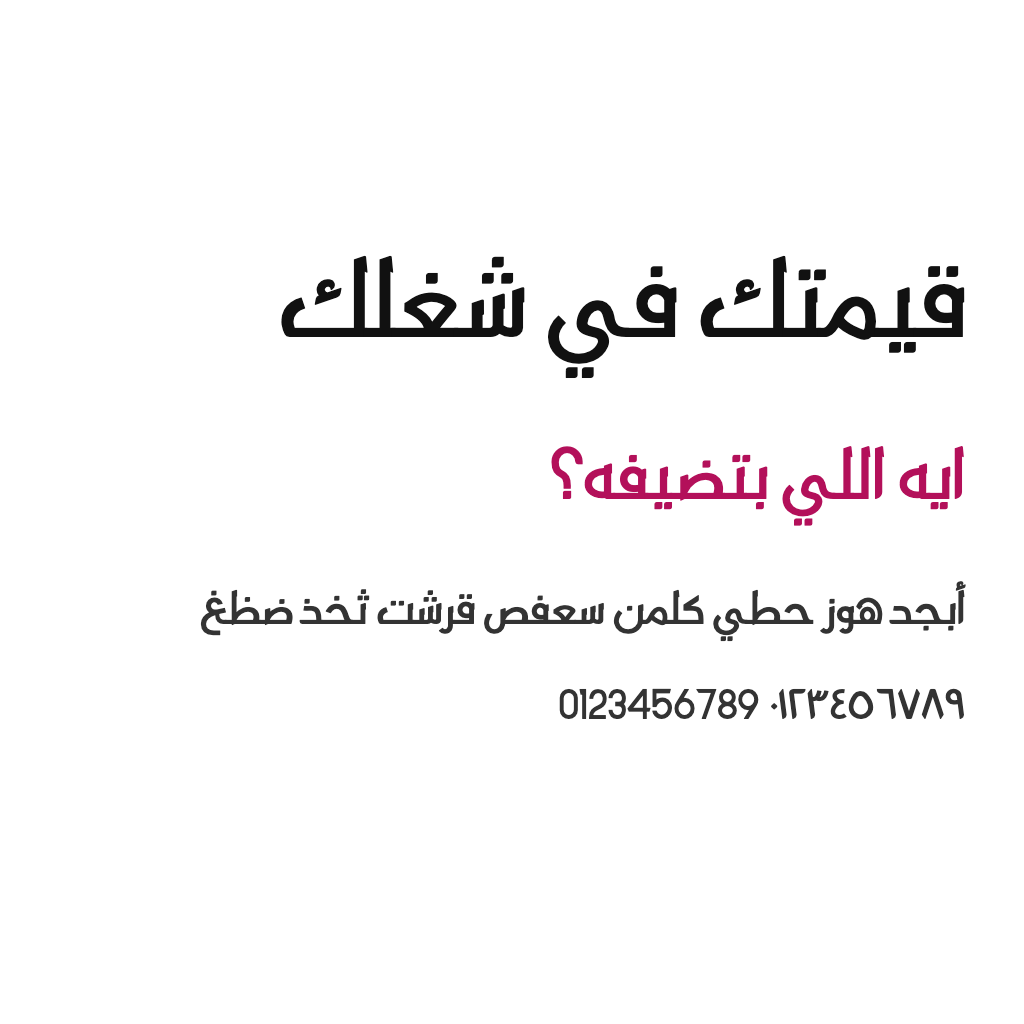 قيمتك في شغلك
ايه اللي بتضيفه؟
أبجد هوز حطي كلمن سعفص قرشت ثخذ ضظغ
٠١٢٣٤٥٦٧٨٩ 0123456789